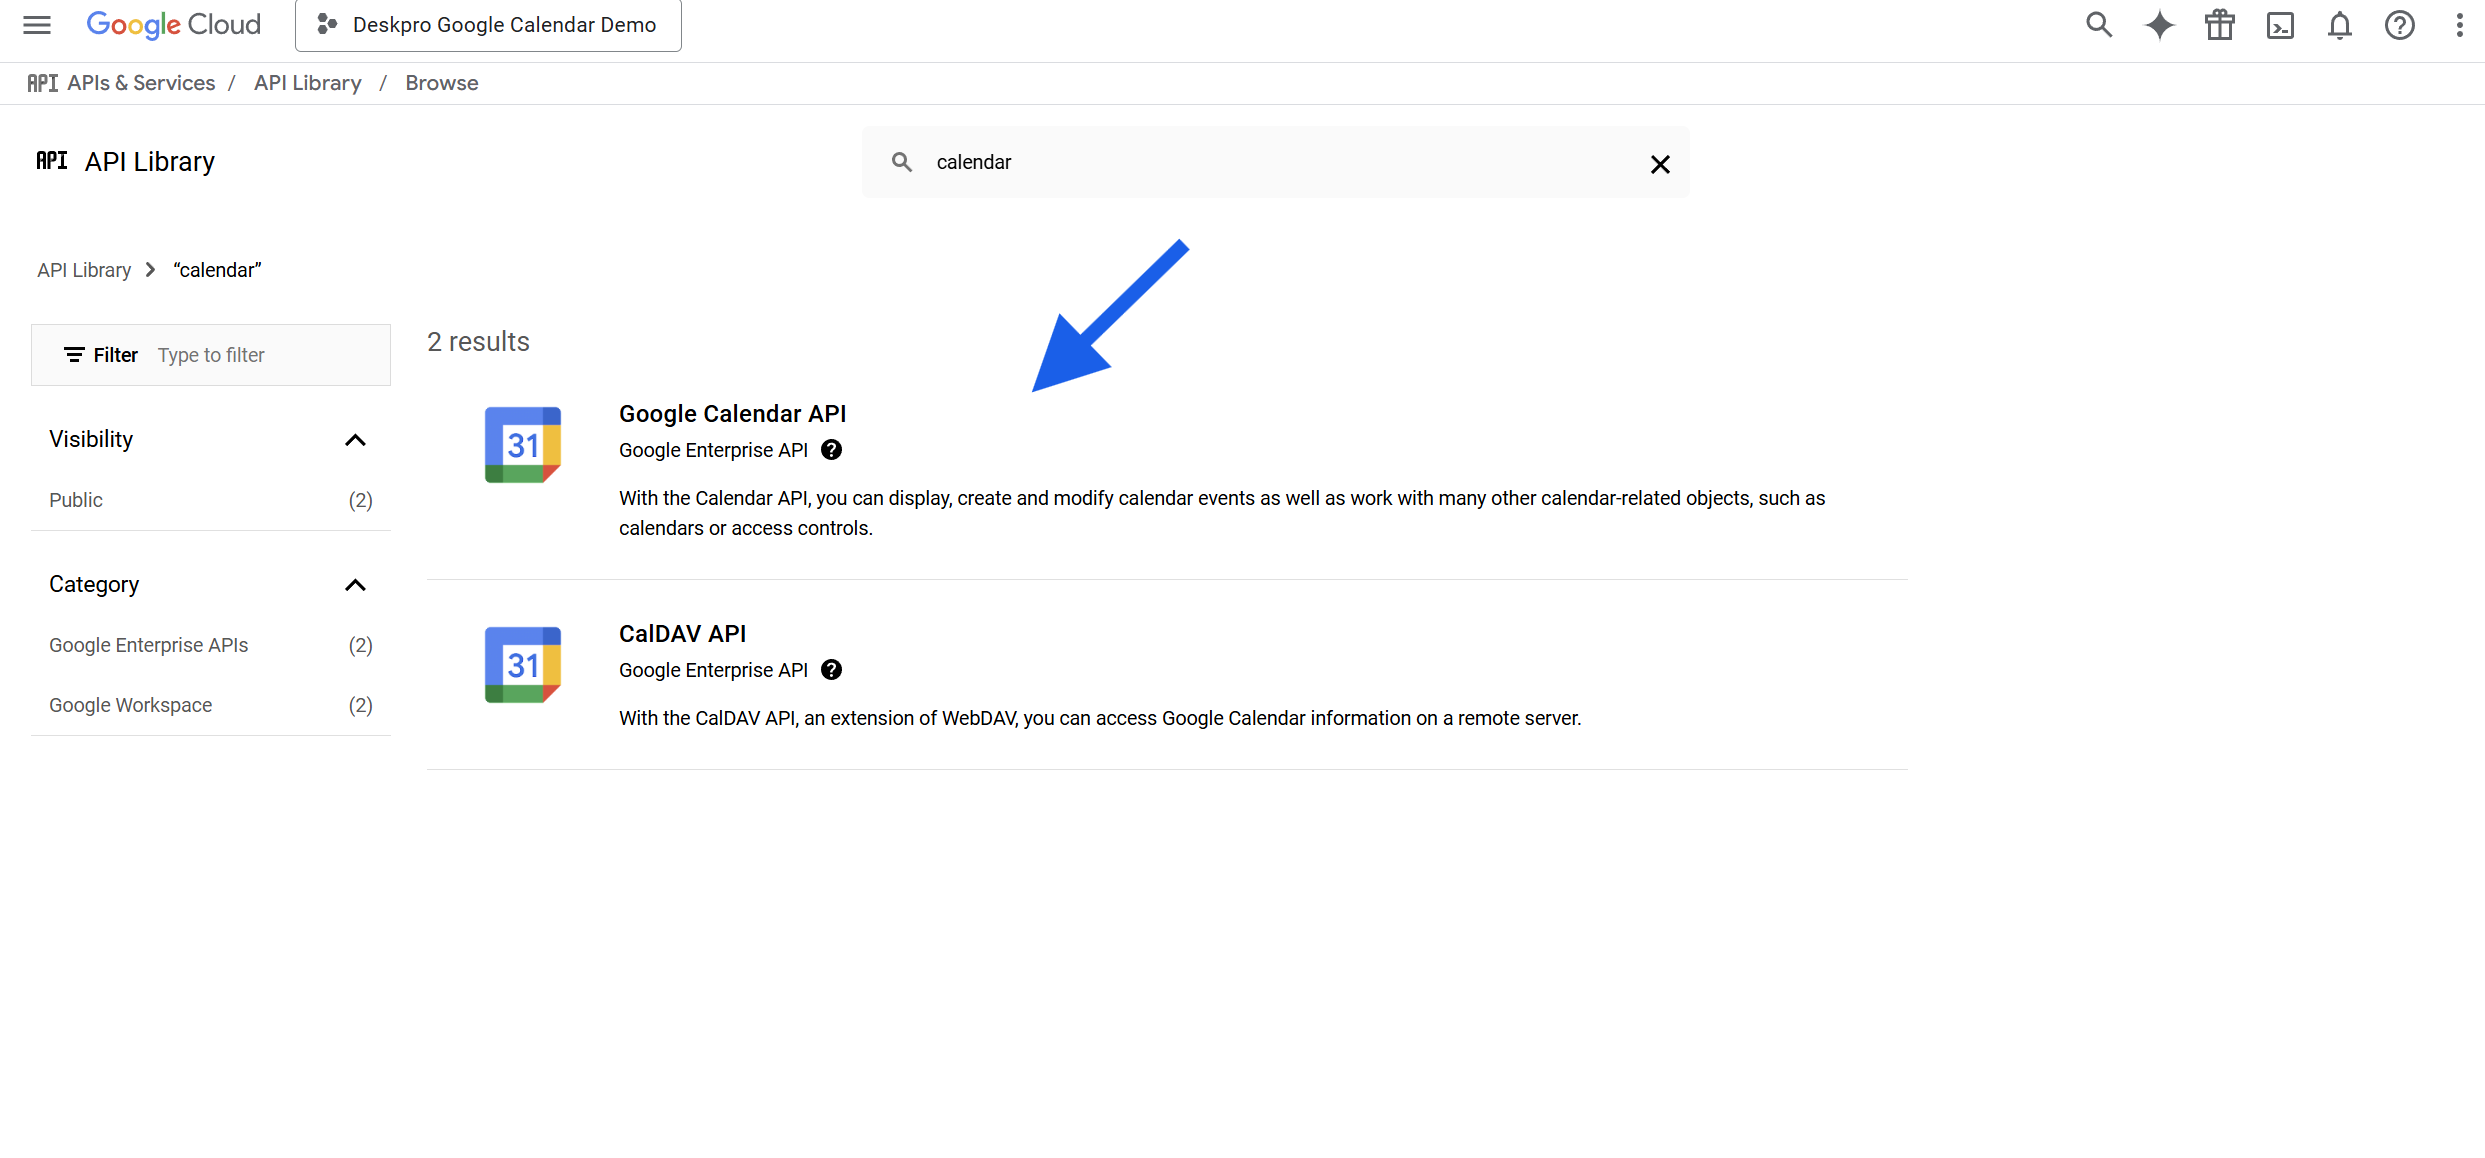 Google Cloud
Deskpro Google Calendar Demo
API APIs & Services / API Library / Browse
API API Library
calendar
API Library > “calendar”
Filter Type to filter
2 results
Visibility
Public (2)
Category
Google Enterprise APIs (2)
Google Workspace (2)
31
Google Calendar API
Google Enterprise API
With the Calendar API, you can display, create and modify calendar events as well as work with many other calendar-related objects, such as
calendars or access controls.
31
CalDAV API
Google Enterprise API
With the CalDAV API, an extension of WebDAV, you can access Google Calendar information on a remote server.